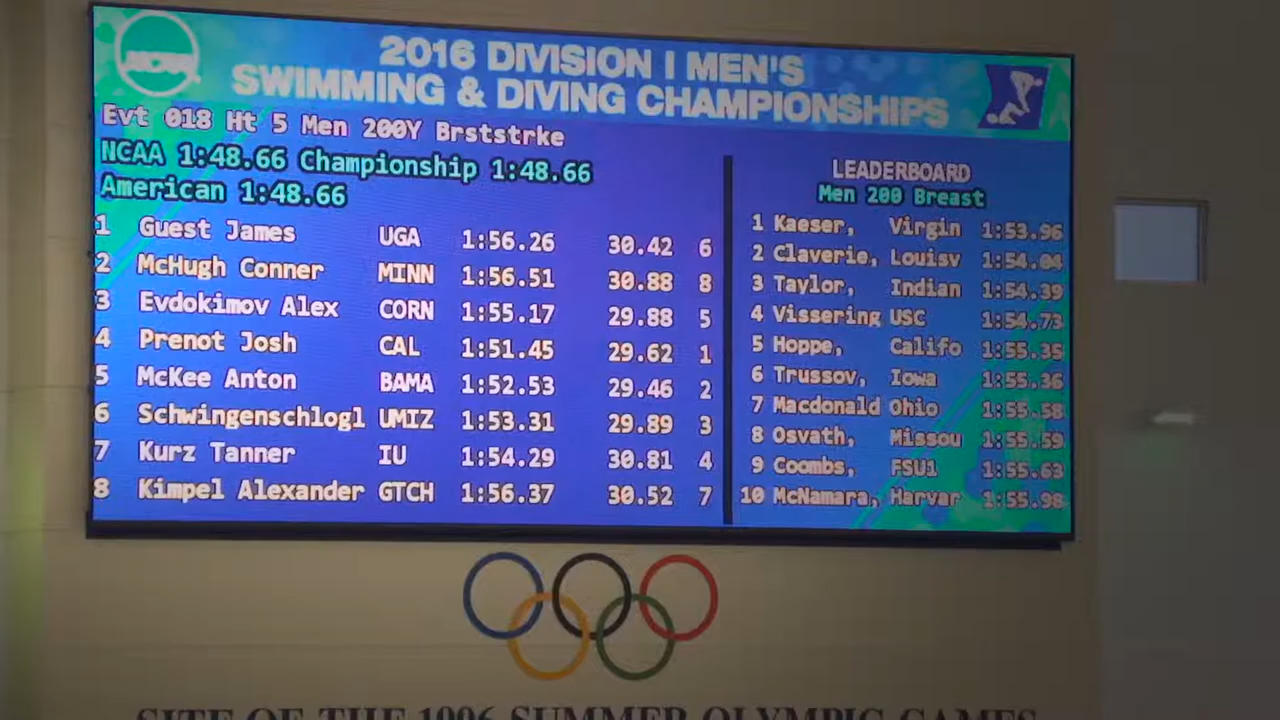 NCAA
2016 DIVISION I MEN'S
SWIMMING & DIVING CHAMPIONSHIPS
Evt 018 Ht 5 Men 200Y Brststrke
NCAA 1:48.66 Championship 1:48.66
American 1:48.66
1 Guest James UGA 1:56.26 30.42 6
2 McHugh Conner MINN 1:56.51 30.88 8
3 Evdokimov Alex CORN 1:55.17 29.88 5
4 Prenot Josh CAL 1:51.45 29.62 1
5 McKee Anton BAMA 1:52.53 29.46 2
6 Schwingenschlogl UMIZ 1:53.31 29.89 3
7 Kurz Tanner IU 1:54.29 30.81 4
8 Kimpel Alexander GTCH 1:56.37 30.52 7
LEADERBOARD
Men 200 Breast
1 Kaeser, Virgin 1:53.96
2 Claverie, Louisv 1:54.04
3 Taylor, Indian 1:54.39
4 Vissering USC 1:54.73
5 Hoppe, Califo 1:55.35
6 Trussov, Iowa 1:55.36
7 Macdonald Ohio 1:55.58
8 Osvath, Missou 1:55.59
9 Coombs, FSU1 1:55.63
10 McNamara, Harvar 1:55.98
SITE OF THE 1996 SUMMER OLYMPIC GAMES